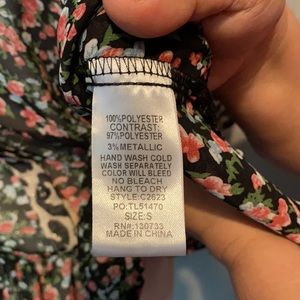 100%POLYESTER
CONTRAST:
97%POLYESTER
3%METALLIC
HAND WASH COLD
WASH SEPARATELY
COLOR WILL BLEED
NO BLEACH
HANG TO DRY
STYLE:C2623
PO:TL51470
SIZE:S
RN#:130733
MADE IN CHINA